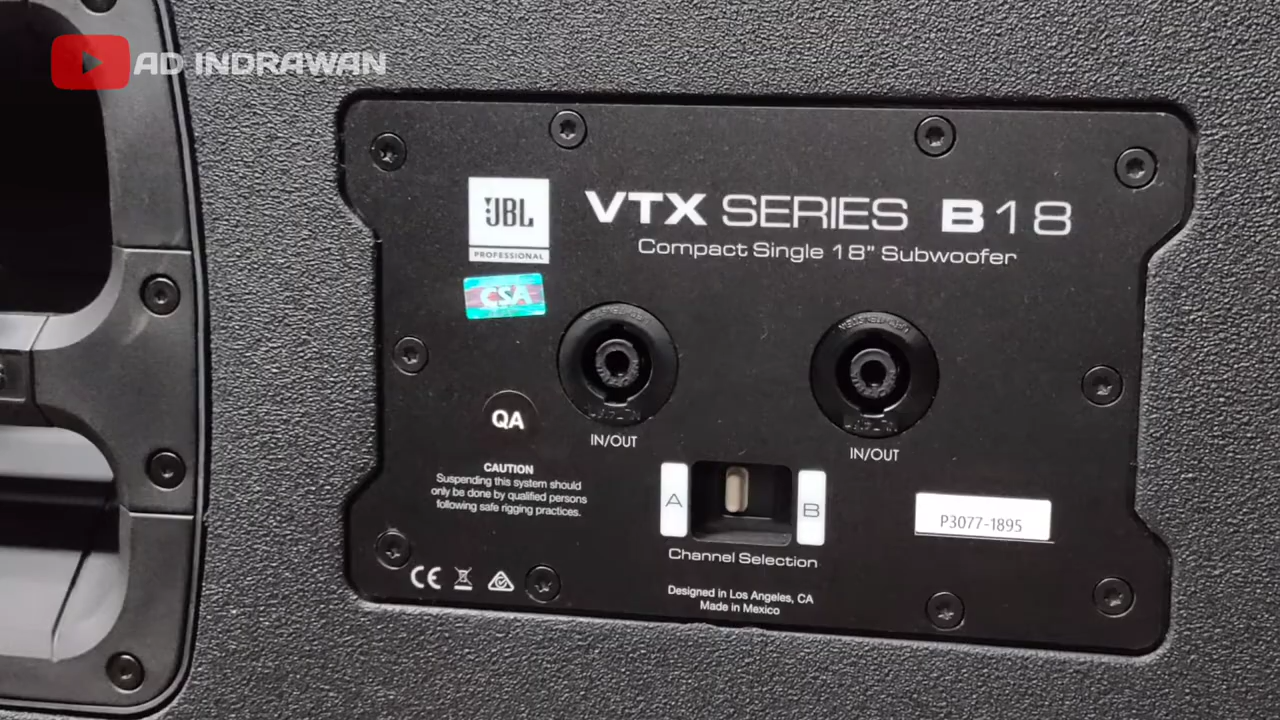 AD INDRAWAN
JBL
PROFESSIONAL
VTX SERIES B18
Compact Single 18" Subwoofer
CSA
QA
IN/OUT
IN/OUT
CAUTION
Suspending this system should
only be done by qualified persons
following safe rigging practices.
A
B
Channel Selection
P3077-1895
CE
Designed in Los Angeles, CA
Made in Mexico